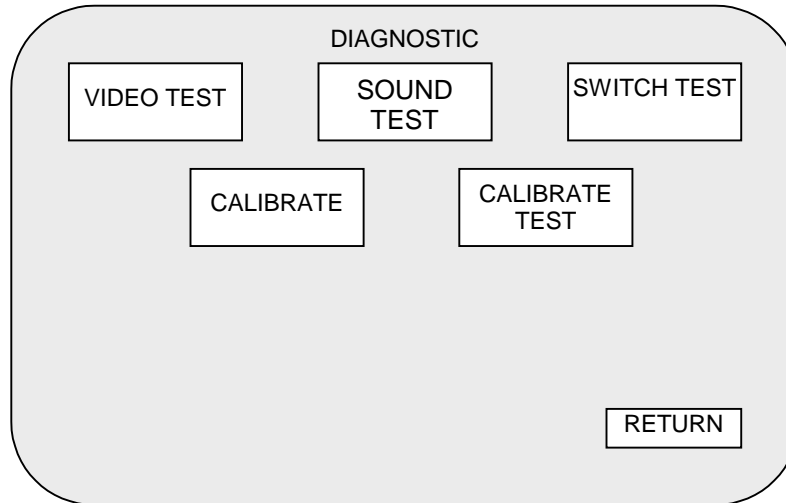 DIAGNOSTIC
VIDEO TEST
SOUND
TEST
SWITCH TEST
CALIBRATE
CALIBRATE
TEST
RETURN